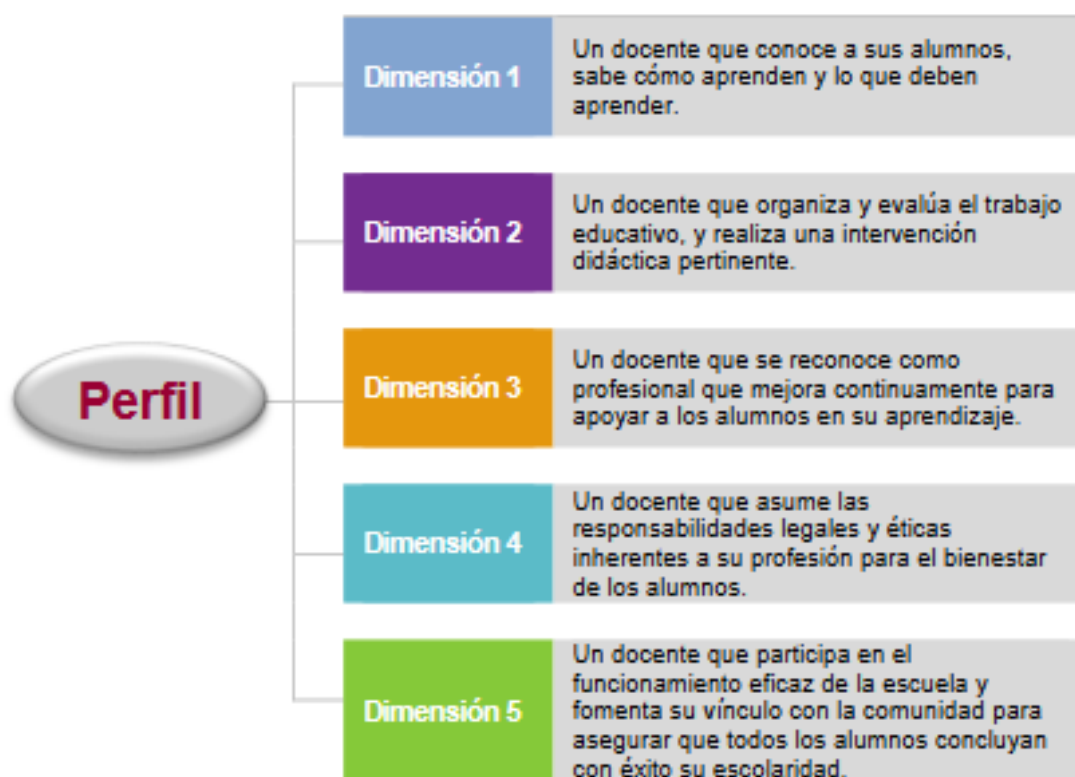 Dimensión 1
Un docente que conoce a sus alumnos,
sabe cómo aprenden y lo que deben
aprender.
Dimensión 2
Un docente que organiza y evalúa el trabajo
educativo, y realiza una intervención
didáctica pertinente.
Perfil
Dimensión 3
Un docente que se reconoce como
profesional que mejora continuamente para
apoyar a los alumnos en su aprendizaje.
Dimensión 4
Un docente que asume las
responsabilidades legales y éticas
inherentes a su profesión para el bienestar
de los alumnos.
Dimensión 5
Un docente que participa en el
funcionamiento eficaz de la escuela y
fomenta su vínculo con la comunidad para
asegurar que todos los alumnos concluyan
con éxito su escolaridad.